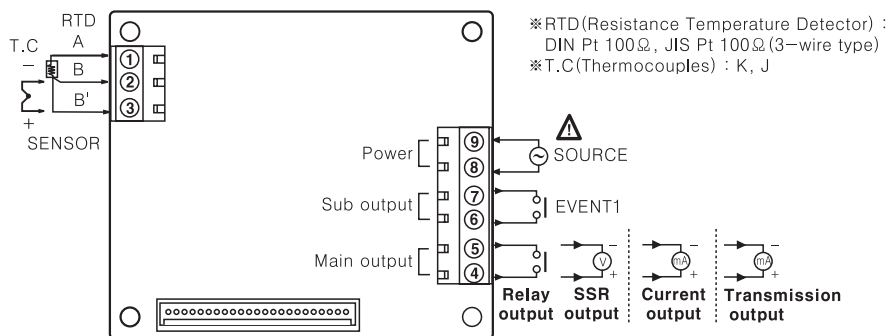 RTD
※RTD(Resistance Temperature Detector) :
DIN Pt 100Ω, JIS Pt 100Ω(3-wire type)
※T.C(Thermocouples) : K, J
T.C
A
－
B
B'
＋
SENSOR
①
②
③
Power
⑨
⑧
SOURCE
Sub output
⑦
⑥
EVENT1
Main output
⑤
④
－
V
＋
－
mA
＋
－
mA
＋
Relay output
SSR output
Current output
Transmission output